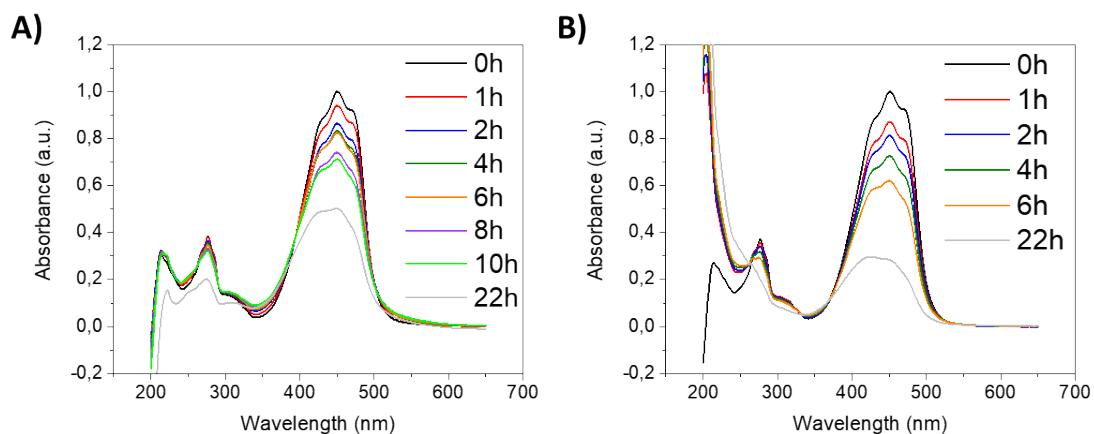 A)
1,2
1,0
0,8
0,6
0,4
0,2
0,0
-0,2
Absorbance (a.u.)
200
300
400
500
600
700
Wavelength (nm)
0h
1h
2h
4h
6h
8h
10h
22h
B)
1,2
1,0
0,8
0,6
0,4
0,2
0,0
-0,2
Absorbance (a.u.)
200
300
400
500
600
700
Wavelength (nm)
0h
1h
2h
4h
6h
22h